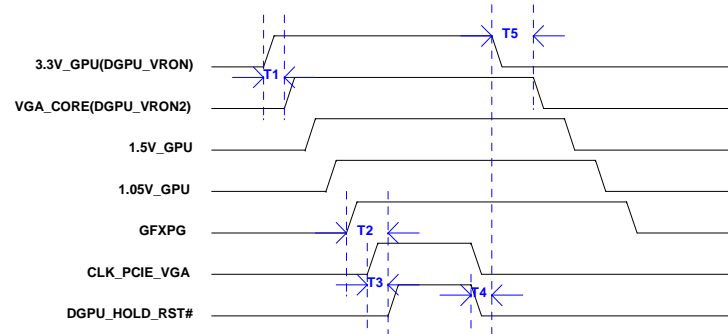 T5
3.3V_GPU(DGPU_VRON)
T1
VGA_CORE(DGPU_VRON2)
1.5V_GPU
1.05V_GPU
GFXPG
T2
CLK_PCIE_VGA
T3
T4
DGPU_HOLD_RST#